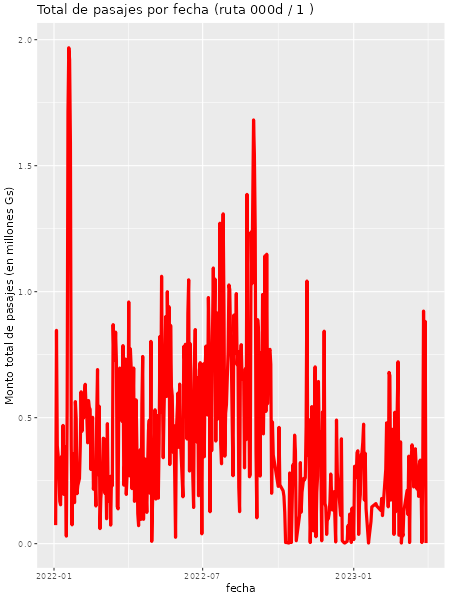 Total de pasajes por fecha (ruta 000d / 1 )
Monto total de pasajes (en millones Gs)
2.0
1.5
1.0
0.5
0.0
2022-01
2022-07
2023-01
fecha